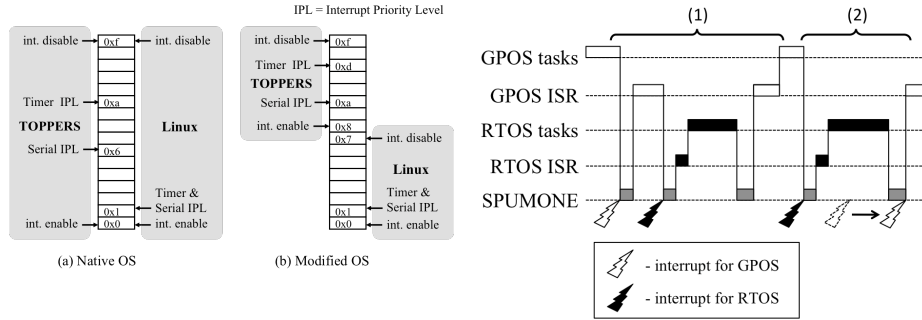 IPL = Interrupt Priority Level
int. disable
0xf
int. disable
Timer IPL
0xa
TOPPERS
Linux
Serial IPL
0x6
Timer &
Serial IPL
0x1
int. enable
0x0
int. enable
(a) Native OS
int. disable
0xf
Timer IPL
0xd
TOPPERS
Serial IPL
0xa
int. enable
0x8
0x7
int. disable
Linux
Timer &
Serial IPL
0x1
0x0
int. enable
(b) Modified OS
(1)
(2)
GPOS tasks
GPOS ISR
RTOS tasks
RTOS ISR
SPUMONE
- interrupt for GPOS
- interrupt for RTOS